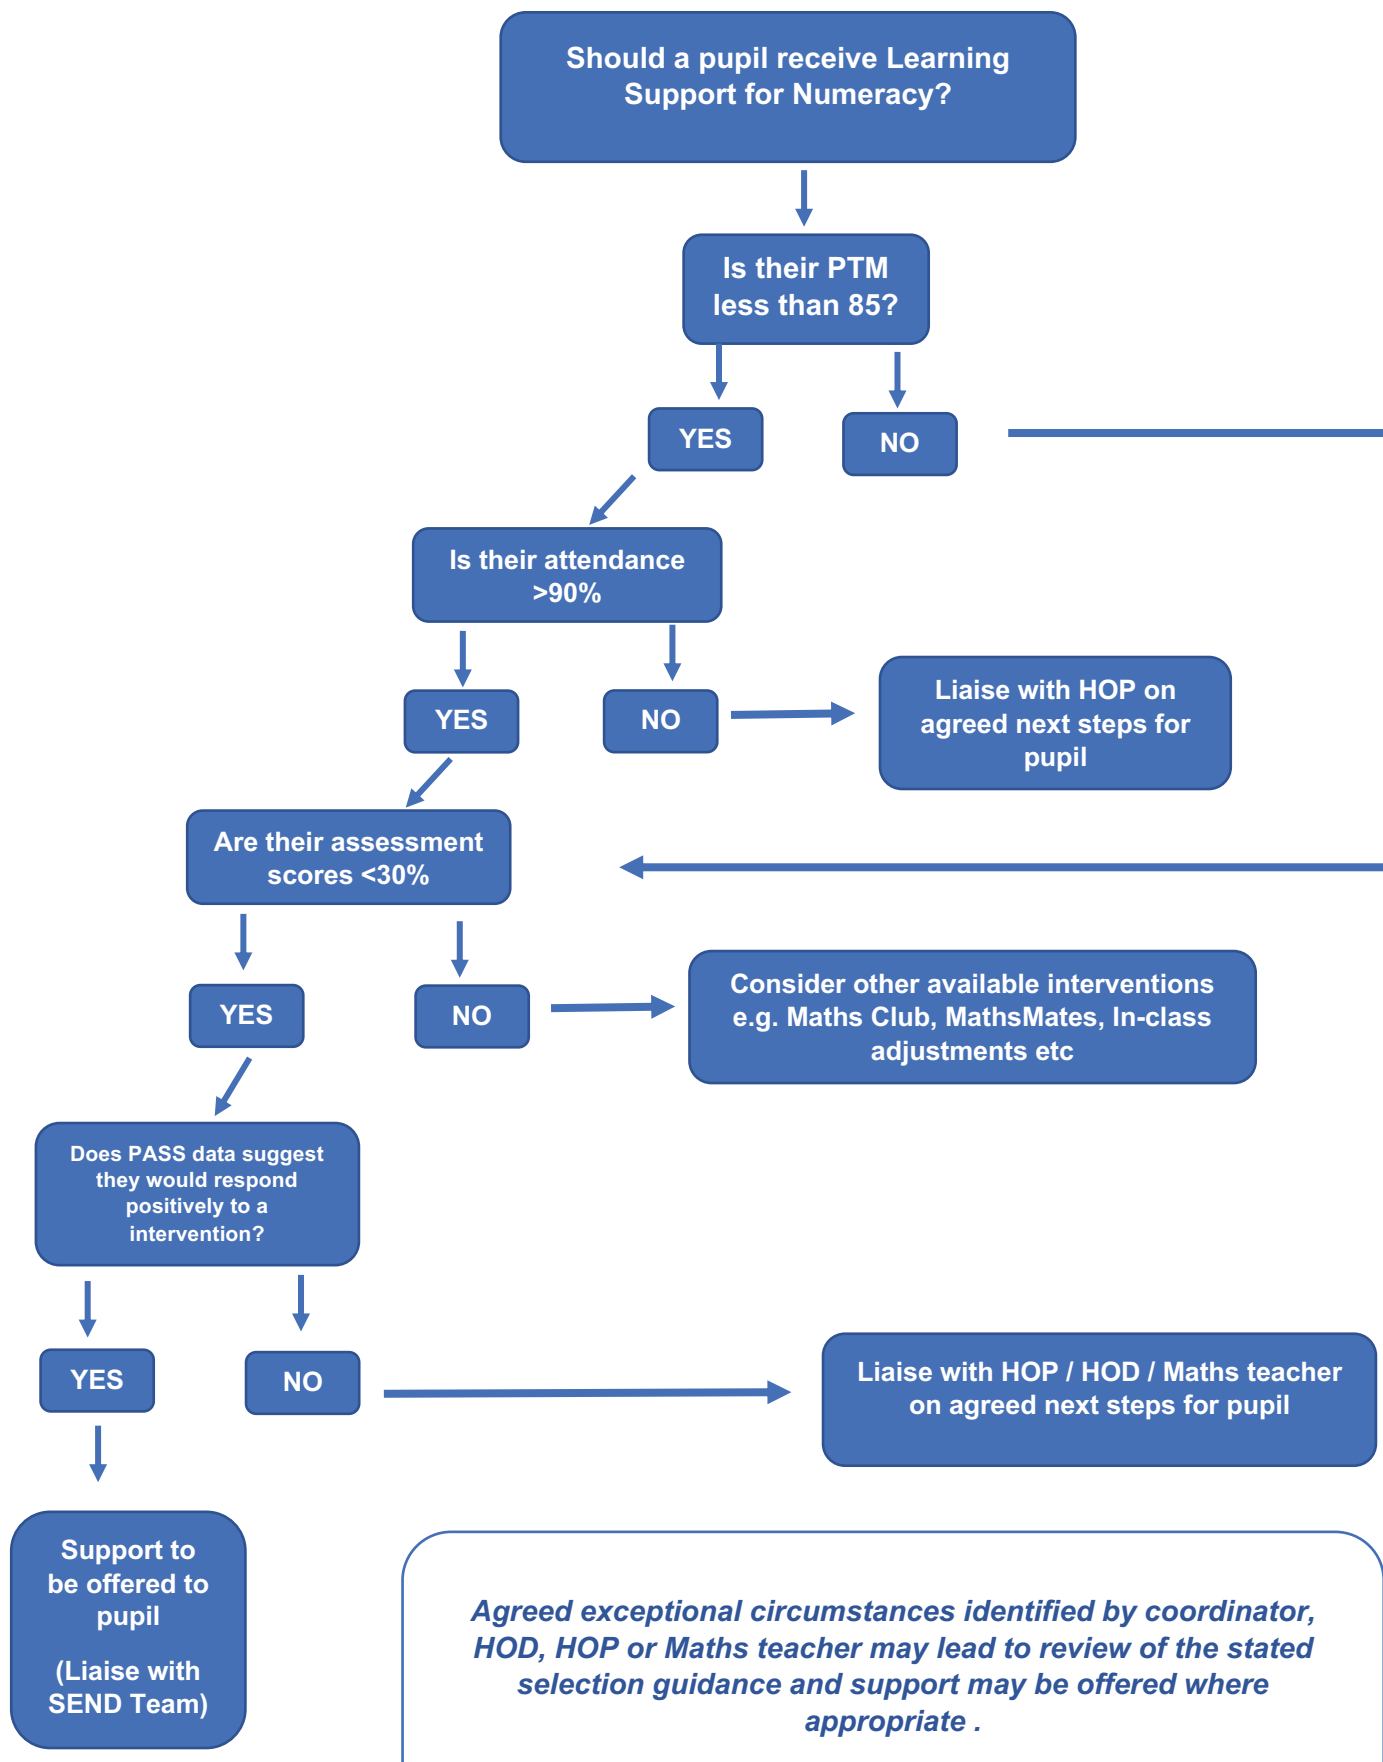 Should a pupil receive Learning
Support for Numeracy?
Is their PTM
less than 85?
YES
NO
Is their attendance
>90%
YES
NO
Liaise with HOP on
agreed next steps for
pupil
Are their assessment
scores <30%
YES
NO
Consider other available interventions
e.g. Maths Club, MathsMates, In-class
adjustments etc
Does PASS data suggest
they would respond
positively to a
intervention?
YES
NO
Liaise with HOP / HOD / Maths teacher
on agreed next steps for pupil
Support to
be offered to
pupil
(Liaise with
SEND Team)
Agreed exceptional circumstances identified by coordinator,
HOD, HOP or Maths teacher may lead to review of the stated
selection guidance and support may be offered where
appropriate .